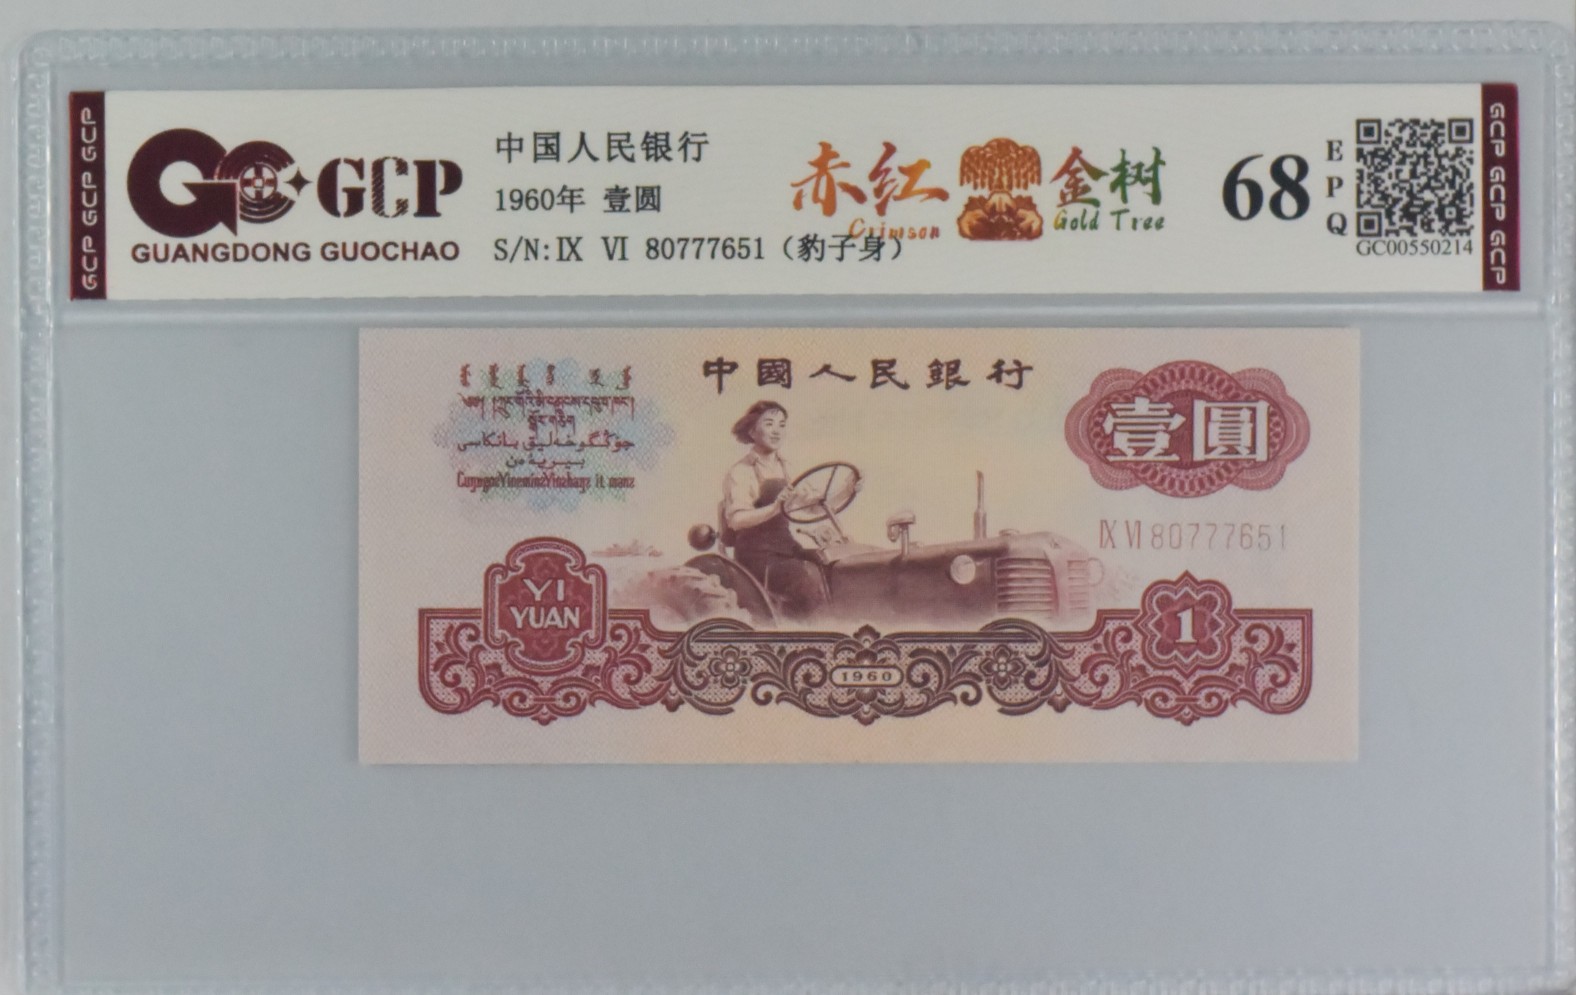 GCP GCP GCP
GCP
GUANGDONG GUOCHAO
中国人民银行
1960年 壹圆
S/N:Ⅸ Ⅵ 80777651（豹子身）
赤红
Crimson
金树
Gold Tree
68
E
P
Q
GC00550214
GCP GCP GCP
中國人民銀行
壹圓
ⅨⅥ80777651
YI
YUAN
1
1960